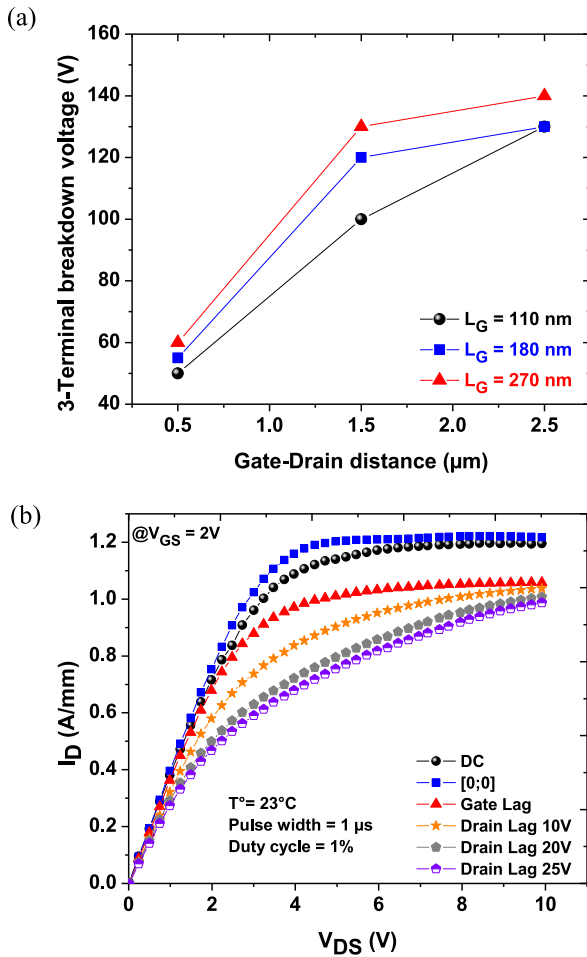 (a)
160
140
120
100
80
60
40
3-Terminal breakdown voltage (V)
L_G = 110 nm
L_G = 180 nm
L_G = 270 nm
0.5 1.0 1.5 2.0 2.5
Gate-Drain distance (µm)
(b)
@V_GS = 2V
1.2
1.0
0.8
0.6
0.4
0.2
0.0
I_D (A/mm)
T°= 23°C
Pulse width = 1 µs
Duty cycle = 1%
DC
[0;0]
Gate Lag
Drain Lag 10V
Drain Lag 20V
Drain Lag 25V
0 2 4 6 8 10
V_DS (V)